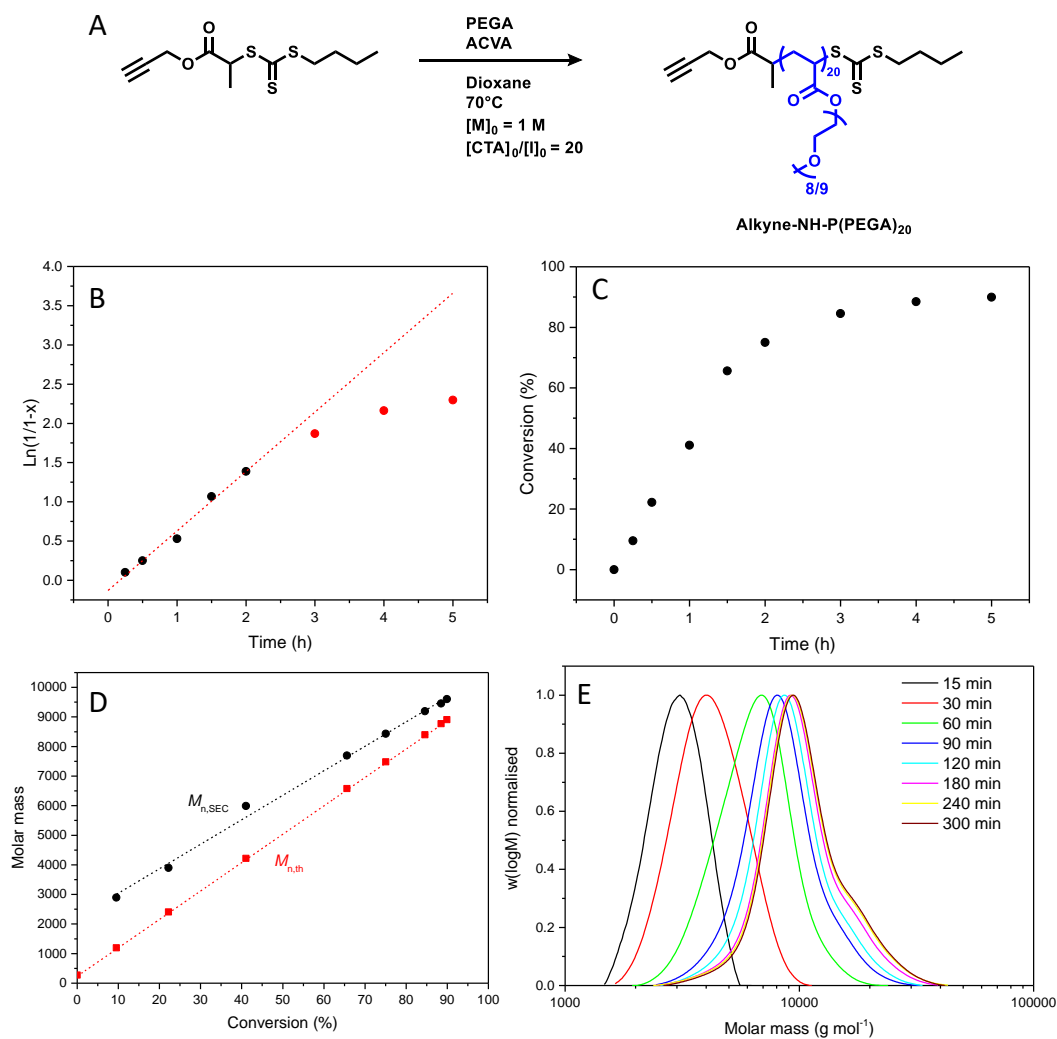 A
O
O
S
S
S
PEGA
ACVA
Dioxane
70°C
[M]₀ = 1 M
[CTA]₀/[I]₀ = 20
O
O
20
S
S
S
O
O
O
8/9
Alkyne-NH-P(PEGA)₂₀
B
Ln(1/1-x)
4.0
3.5
3.0
2.5
2.0
1.5
1.0
0.5
0.0
0 1 2 3 4 5
Time (h)
C
Conversion (%)
100
80
60
40
20
0
0 1 2 3 4 5
Time (h)
D
Molar mass
10000
9000
8000
7000
6000
5000
4000
3000
2000
1000
0
Mn,SEC
Mn,th
0 10 20 30 40 50 60 70 80 90 100
Conversion (%)
E
w(logM) normalised
1.0
0.8
0.6
0.4
0.2
0.0
15 min
30 min
60 min
90 min
120 min
180 min
240 min
300 min
1000 10000 100000
Molar mass (g mol⁻¹)